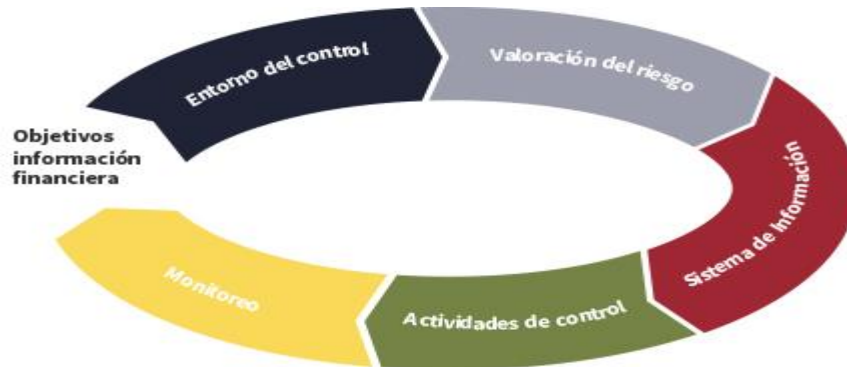 Entorno del control
Valoración del riesgo
Objetivos
información
financiera
Sistema de Información
Monitoreo
Actividades de control